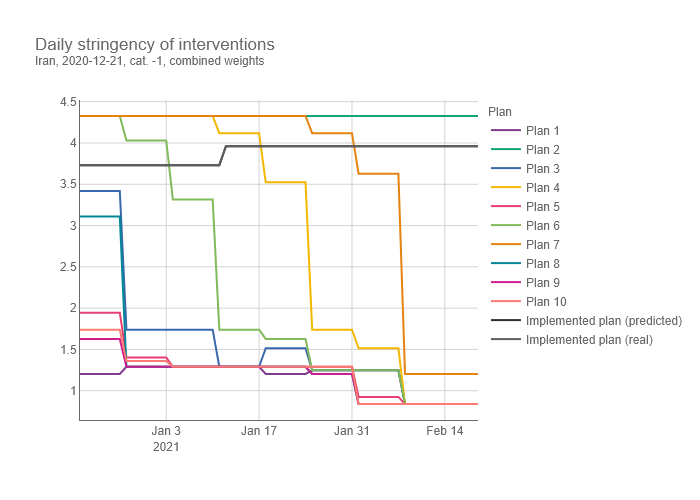 Daily stringency of interventions
Iran, 2020-12-21, cat. -1, combined weights
4.5
4
3.5
3
2.5
2
1.5
1
Jan 3
2021
Jan 17
Jan 31
Feb 14
Plan
Plan 1
Plan 2
Plan 3
Plan 4
Plan 5
Plan 6
Plan 7
Plan 8
Plan 9
Plan 10
Implemented plan (predicted)
Implemented plan (real)